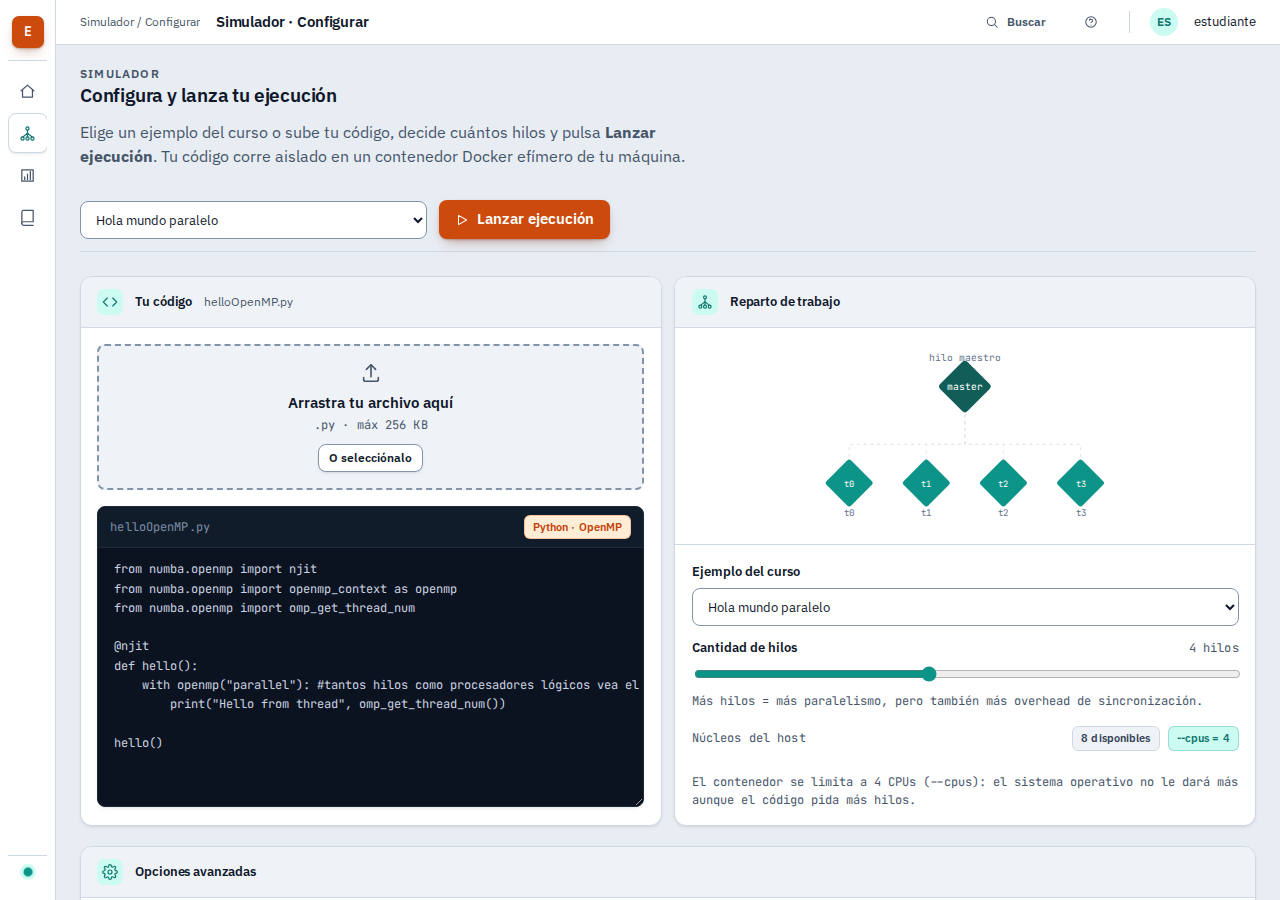 E
Simulador / Configurar
Simulador · Configurar
Buscar
ES
estudiante
SIMULADOR
Configura y lanza tu ejecución
Elige un ejemplo del curso o sube tu código, decide cuántos hilos y pulsa Lanzar
ejecución. Tu código corre aislado en un contenedor Docker efímero de tu máquina.
Hola mundo paralelo
Lanzar ejecución
Tu código
helloOpenMP.py
Arrastra tu archivo aquí
.py · máx 256 KB
O selecciónalo
helloOpenMP.py
Python · OpenMP
from numba.openmp import njit
from numba.openmp import openmp_context as openmp
from numba.openmp import omp_get_thread_num
@njit
def hello():
with openmp("parallel"): #tantos hilos como procesadores lógicos vea el
print("Hello from thread", omp_get_thread_num())
hello()
Reparto de trabajo
hilo maestro
master
t0
t1
t2
t3
t0
t1
t2
t3
Ejemplo del curso
Hola mundo paralelo
Cantidad de hilos
4 hilos
Más hilos = más paralelismo, pero también más overhead de sincronización.
Núcleos del host
8 disponibles
--cpus = 4
El contenedor se limita a 4 CPUs (--cpus): el sistema operativo no le dará más
aunque el código pida más hilos.
Opciones avanzadas